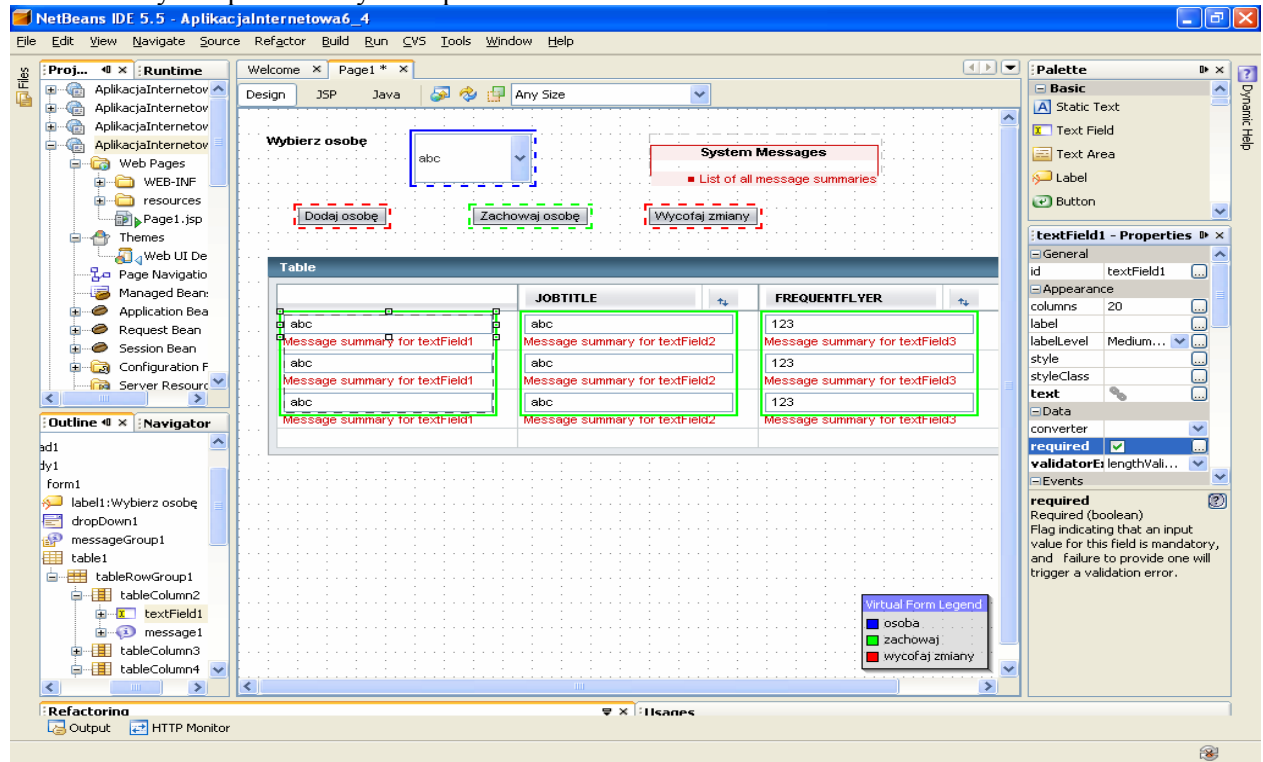 NetBeans IDE 5.5 - AplikacjaInternetowa6_4
File Edit View Navigate Source Refactor Build Run CVS Tools Window Help
Files
Proj... Runtime
AplikacjaInternetov
AplikacjaInternetov
AplikacjaInternetov
AplikacjaInternetov
Web Pages
WEB-INF
resources
Page1.jsp
Themes
Web UI De
Page Navigatio
Managed Bean:
Application Bea
Request Bean
Session Bean
Configuration F
Server Resourc
Outline Navigator
ad1
dy1
form1
label1:Wybierz osobę
dropDown1
messageGroup1
table1
tableRowGroup1
tableColumn2
textField1
message1
tableColumn3
tableColumn4
Welcome Page1 *
Design JSP Java Any Size
Wybierz osobę
abc
System Messages
List of all message summaries
Dodaj osobę Zachowaj osobę Wycofaj zmiany
Table
JOBTITLE FREQUENTFLYER
abc abc 123
Message summary for textField1 Message summary for textField2 Message summary for textField3
abc abc 123
Message summary for textField1 Message summary for textField2 Message summary for textField3
abc abc 123
Message summary for textField1 Message summary for textField2 Message summary for textField3
Virtual Form Legend
osoba
zachowaj
wycofaj zmiany
Palette
Basic
Static Text
Text Field
Text Area
Label
Button
textField1 - Properties
General
id textField1
Appearance
columns 20
label
labelLevel Medium...
style
styleClass
text
Data
converter
required
validatorE: lengthVali...
Events
required
Required (boolean)
Flag indicating that an input
value for this field is mandatory,
and failure to provide one will
trigger a validation error.
Dynamic Help
Refactoring Usages
Output HTTP Monitor